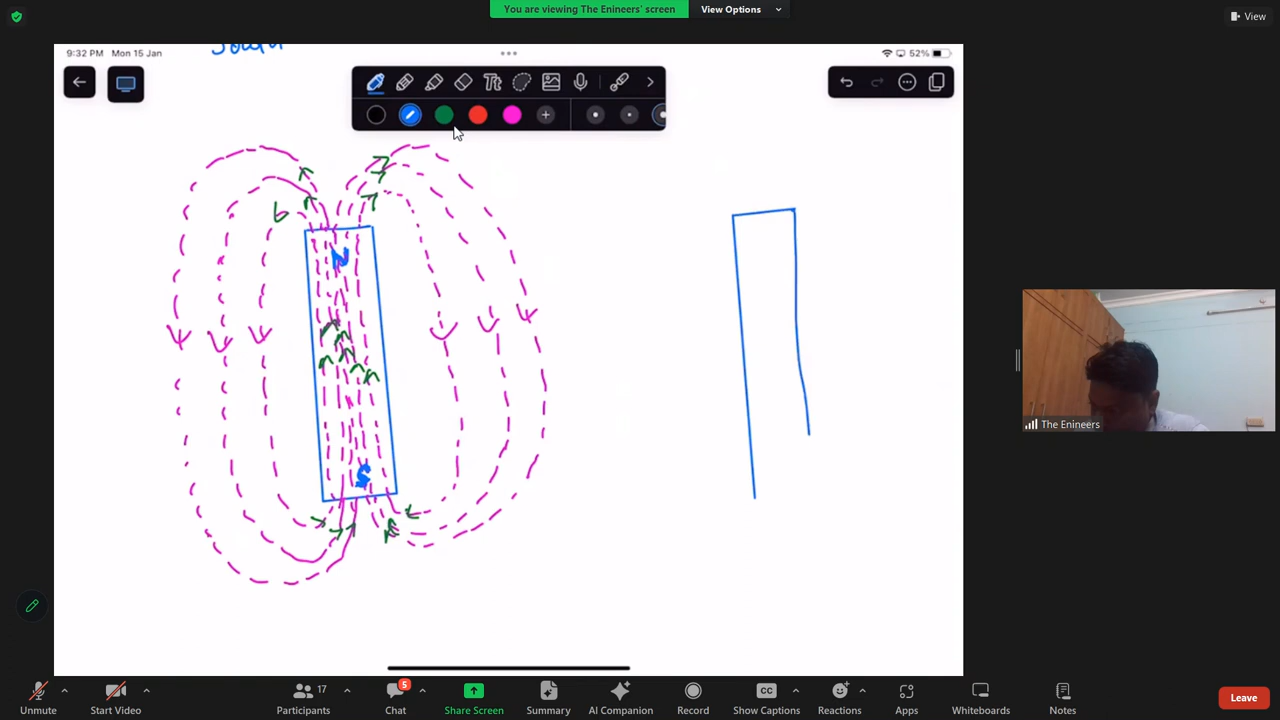 You are viewing The Enineers' screen
View Options
View
9:32 PM Mon 15 Jan
52%
N
S
The Enineers
Unmute
Start Video
17
Participants
5
Chat
Share Screen
Summary
AI Companion
Record
CC
Show Captions
Reactions
Apps
Whiteboards
Notes
Leave